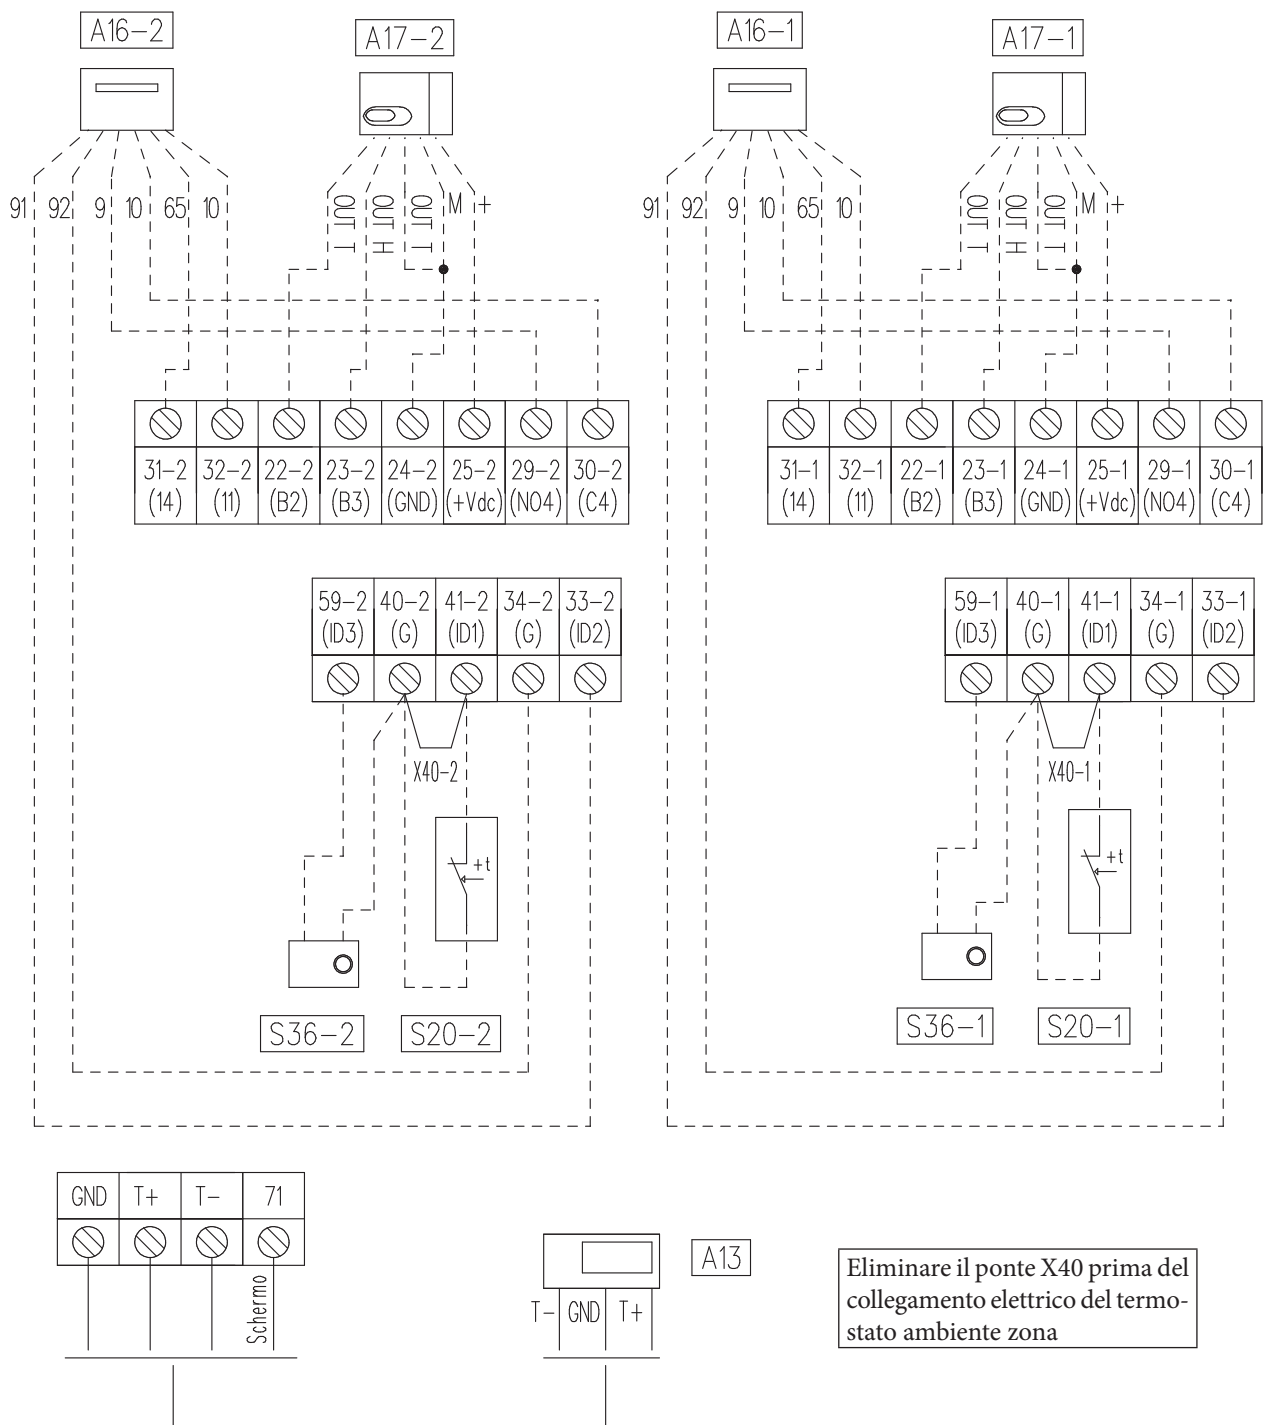 A16-2 A17-2 A16-1 A17-1
91 92 9 10 65 10 OUT T OUT H OUT T M + 91 92 9 10 65 10 OUT T OUT H OUT T M +
31-2 32-2 22-2 23-2 24-2 25-2 29-2 30-2 31-1 32-1 22-1 23-1 24-1 25-1 29-1 30-1
(14) (11) (B2) (B3) (GND) (+Vdc) (NO4) (C4) (14) (11) (B2) (B3) (GND) (+Vdc) (NO4) (C4)
59-2 40-2 41-2 34-2 33-2 59-1 40-1 41-1 34-1 33-1
(ID3) (G) (ID1) (G) (ID2) (ID3) (G) (ID1) (G) (ID2)
X40-2 X40-1
+t +t
S36-2 S20-2 S36-1 S20-1
GND T+ T- 71
Schermo
A13
T- GND T+
Eliminare il ponte X40 prima del
collegamento elettrico del termo-
stato ambiente zona